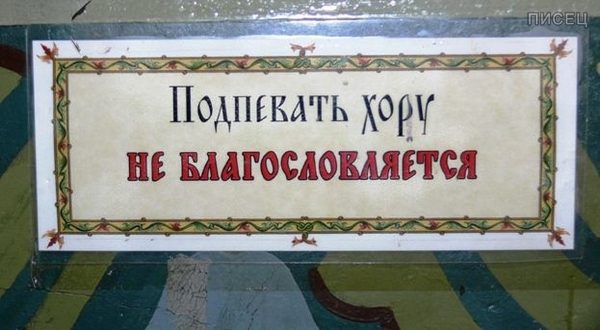 ПИСЕЦ
Подпевать хору
НЕ БЛАГОСЛОВЛЯЕТСЯ